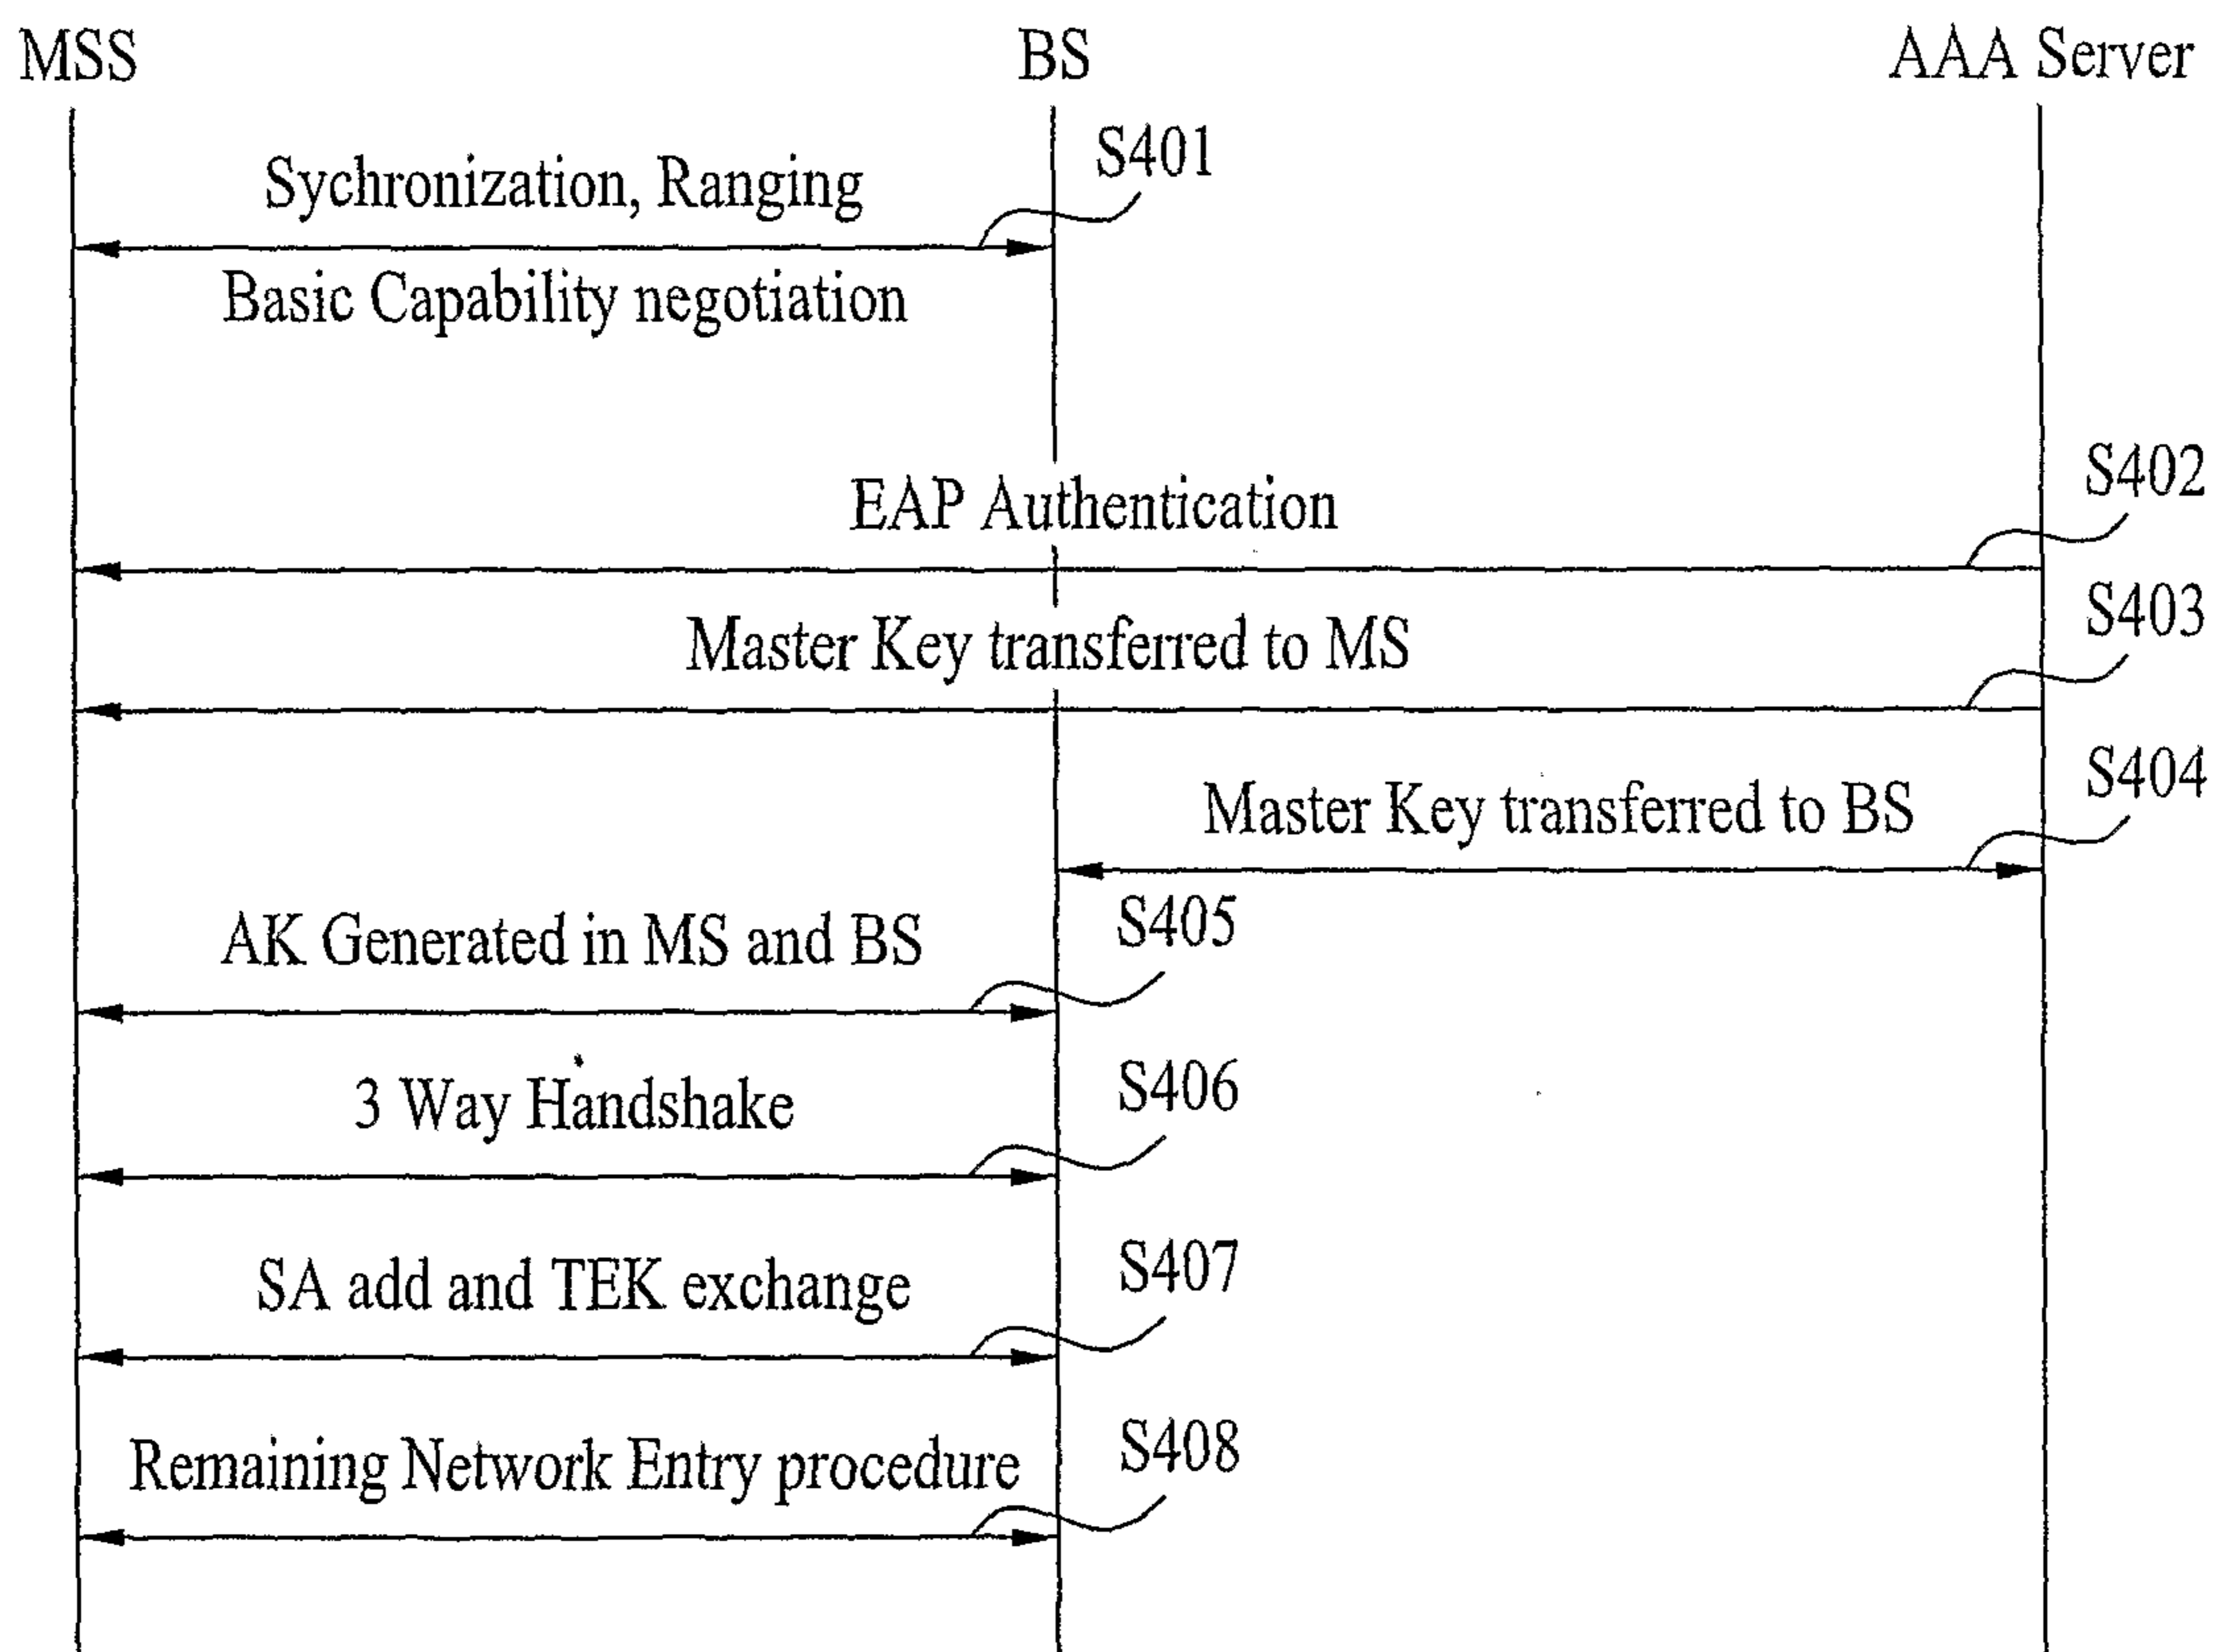 MSS BS AAA Server
S401
Sychronization, Ranging
Basic Capability negotiation
S402
EAP Authentication
S403
Master Key transferred to MS
S404
Master Key transferred to BS
S405
AK Generated in MS and BS
S406
3 Way Handshake
S407
SA add and TEK exchange
S408
Remaining Network Entry procedure